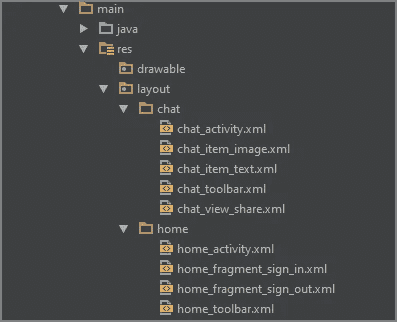 main
java
res
drawable
layout
chat
chat_activity.xml
chat_item_image.xml
chat_item_text.xml
chat_toolbar.xml
chat_view_share.xml
home
home_activity.xml
home_fragment_sign_in.xml
home_fragment_sign_out.xml
home_toolbar.xml